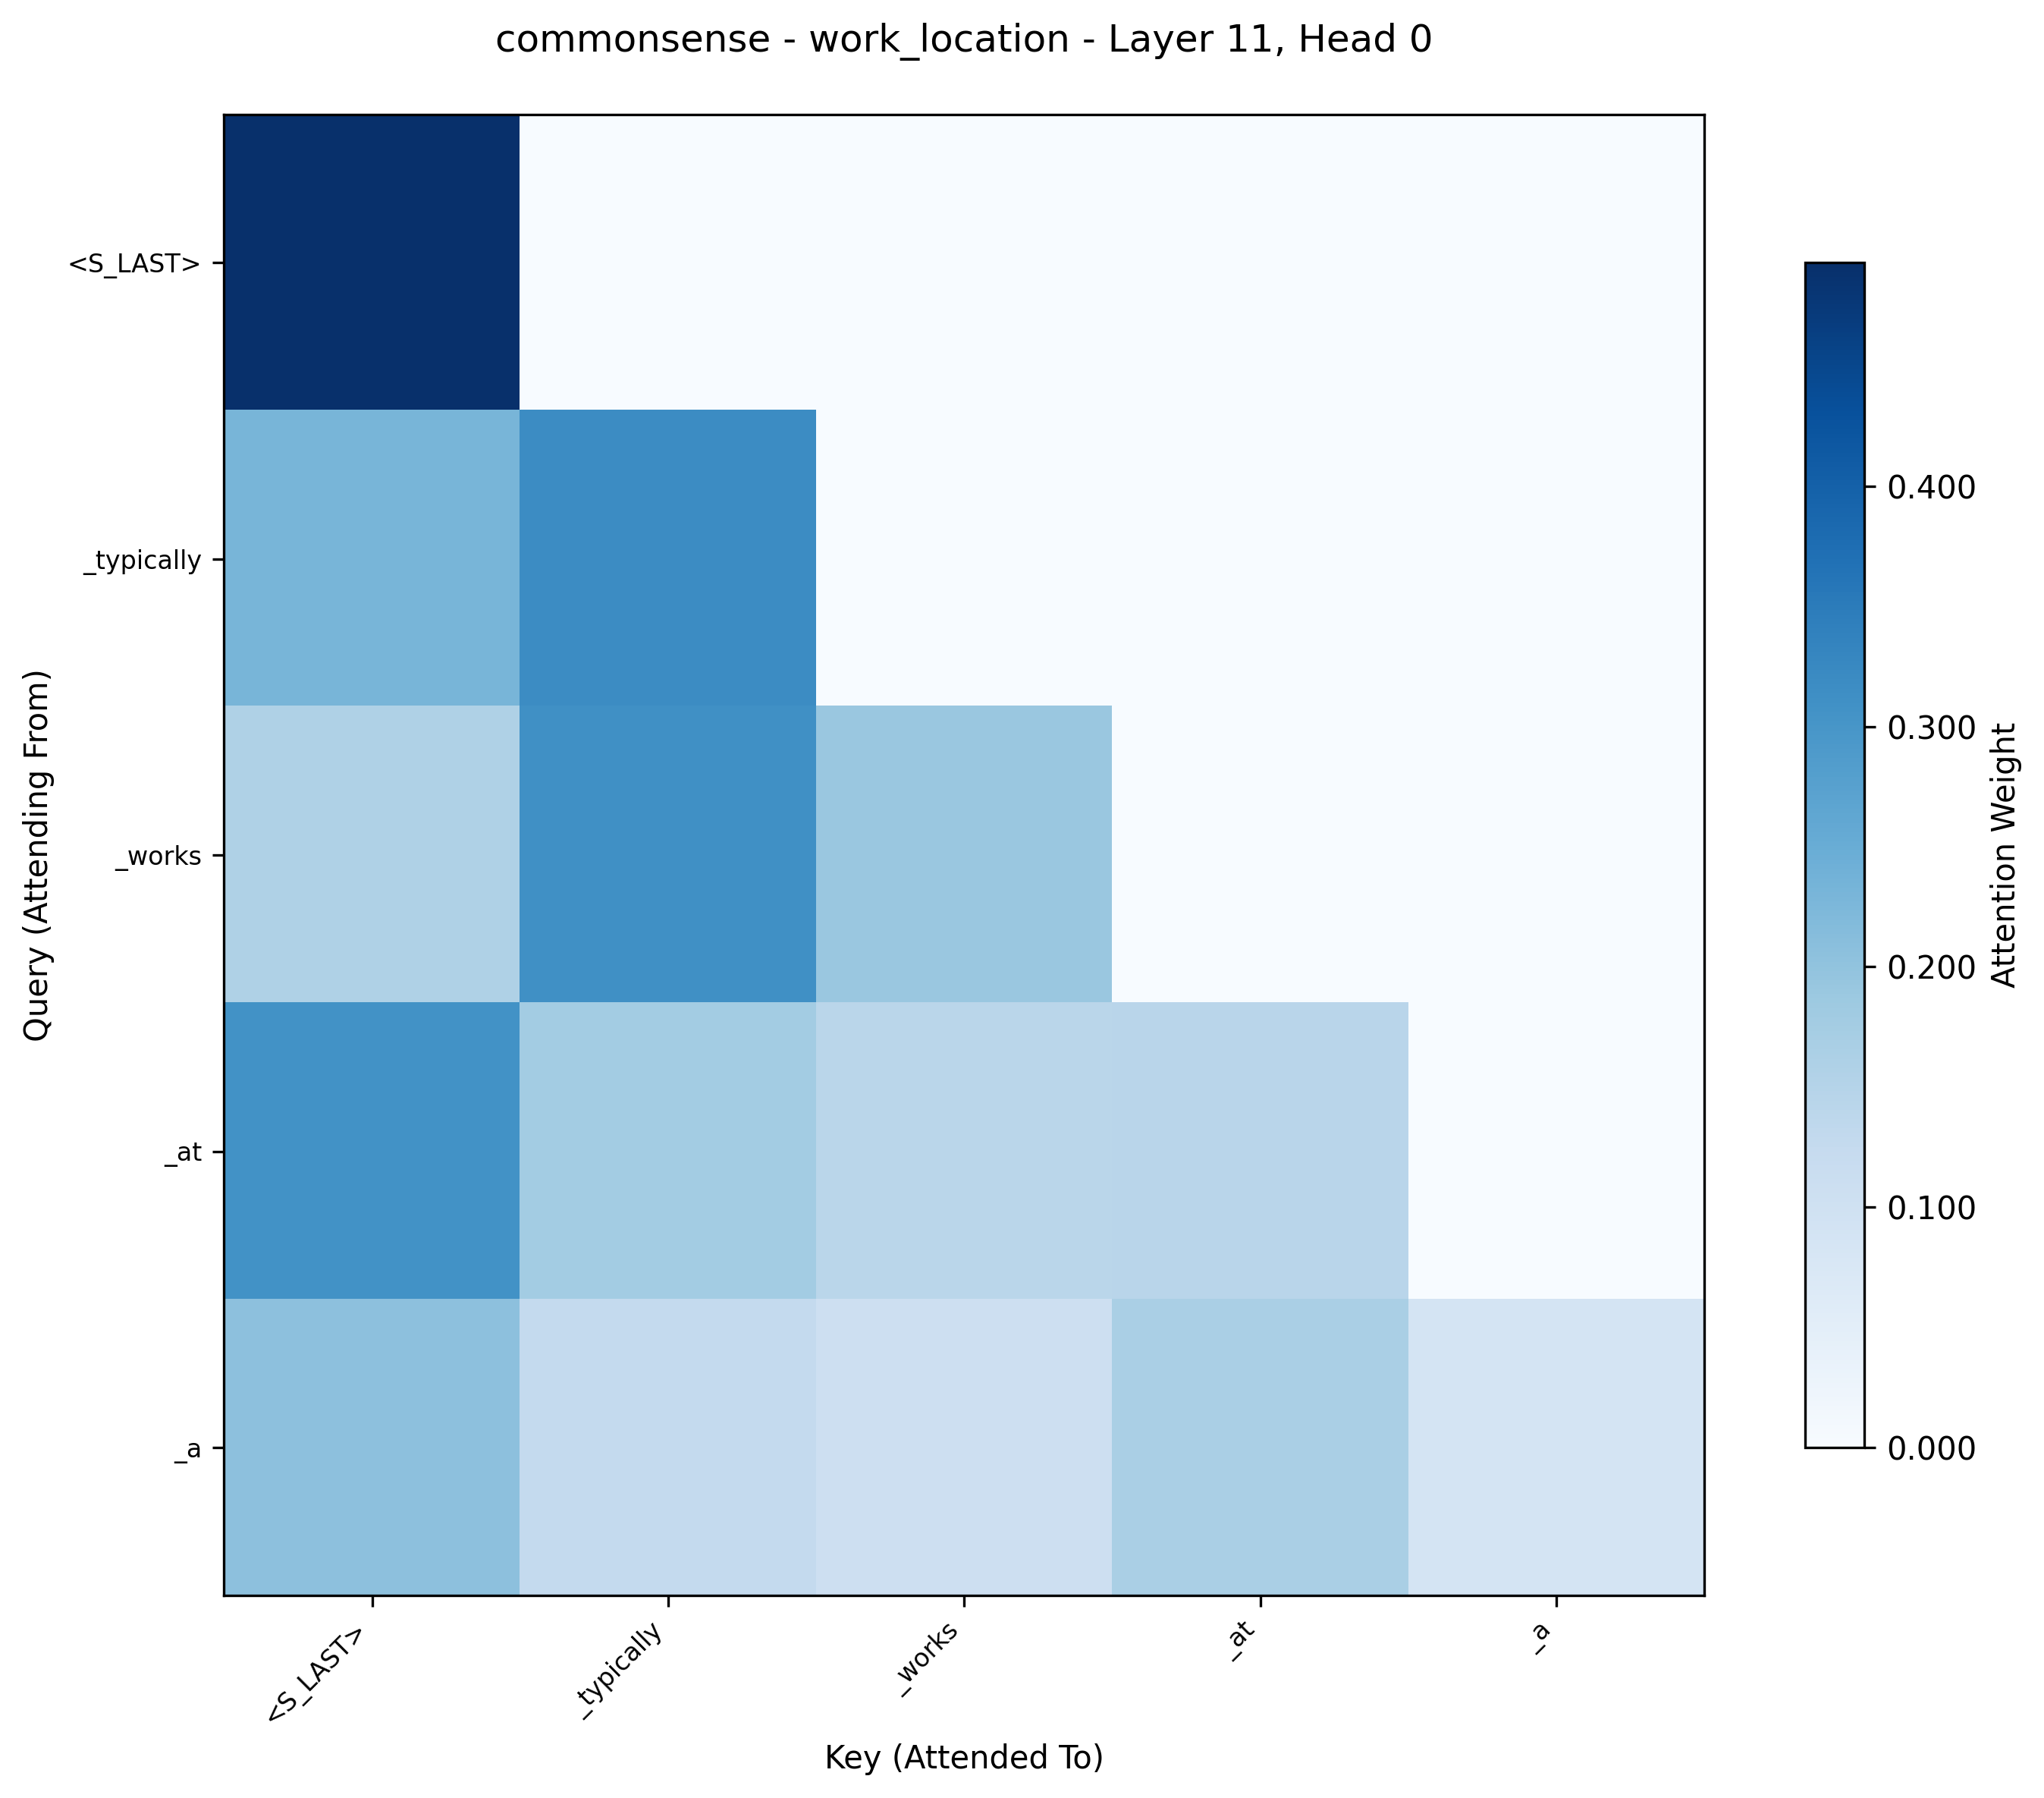 commonsense - work_location - Layer 11, Head 0
Query (Attending From)
<S_LAST>
_typically
_works
_at
_a
<S_LAST>
_typically
_works
_at
_a
Key (Attended To)
0.400
0.300
0.200
0.100
0.000
Attention Weight